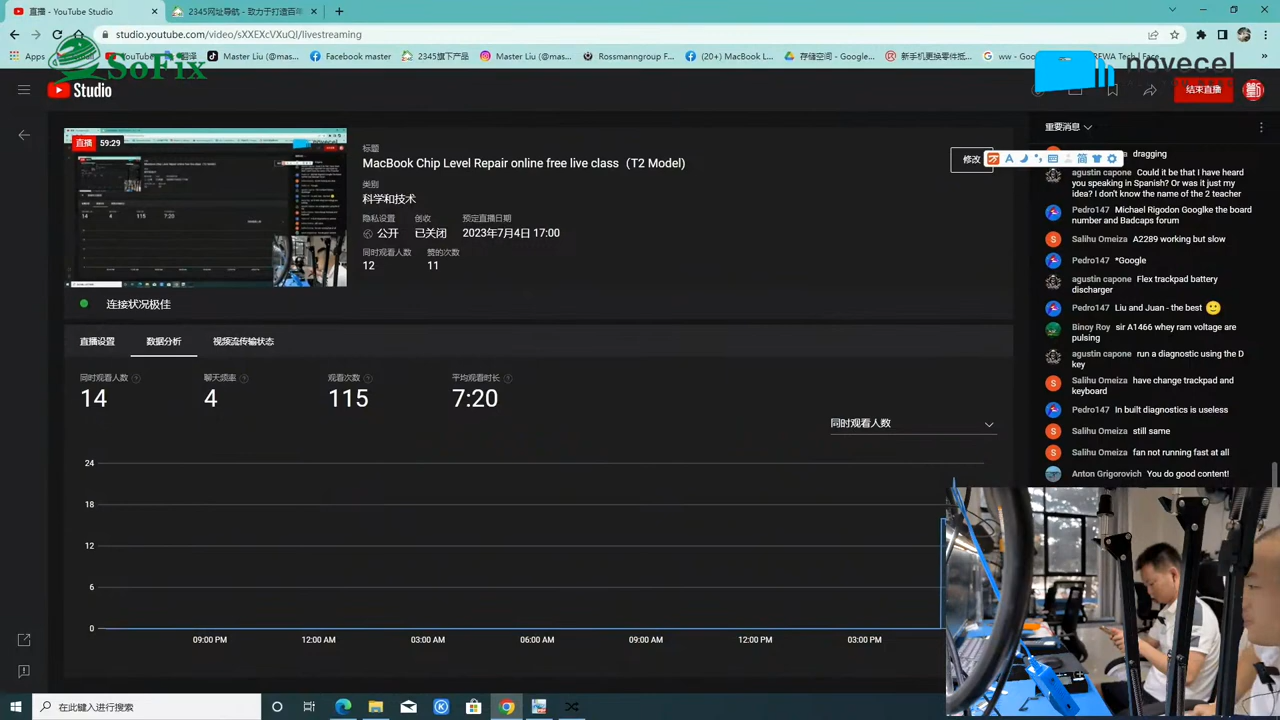 直播 - YouTube Studio
2345网址导航 - 致力于打造百年
studio.youtube.com/video/sXXEXcVXuQI/livestreaming
Apps
YouTube
翻译
Master Liu (@mas...
Facebook master
2345旗下产品
Master Liu (@mas...
(20+) MacBook L...
Rossmanngroup F...
存储空间 - Google...
新手机更换零件抵...
ww - Goog
REWA Tech | Face...
SoFix
novecel
Studio
结束直播
直播
59:29
标题
MacBook Chip Level Repair online free live class（T2 Model)
类别
科学和技术
隐私设置
创收
预定直播日期
公开
已关闭
2023年7月4日 17:00
同时观看人数
赞的次数
12
11
修改
连接状况极佳
直播设置
数据分析
视频流传输状态
同时观看人数
聊天频率
观看次数
平均观看时长
14
4
115
7:20
同时观看人数
24
18
12
6
0
09:00 PM
12:00 AM
03:00 AM
06:00 AM
09:00 AM
12:00 PM
03:00 PM
重要消息
简
dragging
agustin capone Could it be that I have heard
you speaking in Spanish? Or was it just my
idea? I don't know the name of the 2 teacher
Pedro147 Michael Rigodon Googlke the board
number and Badcaps forum
Salihu Omeiza A2289 working but slow
Pedro147 *Google
agustin capone Flex trackpad battery
discharger
Pedro147 Liu and Juan - the best 🙂
Binoy Roy sir A1466 whey ram voltage are
pulsing
agustin capone run a diagnostic using the D
key
Salihu Omeiza have change trackpad and
keyboard
Pedro147 In built diagnostics is useless
Salihu Omeiza still same
Salihu Omeiza fan not running fast at all
Anton Grigorovich You do good content!
在此键入进行搜索